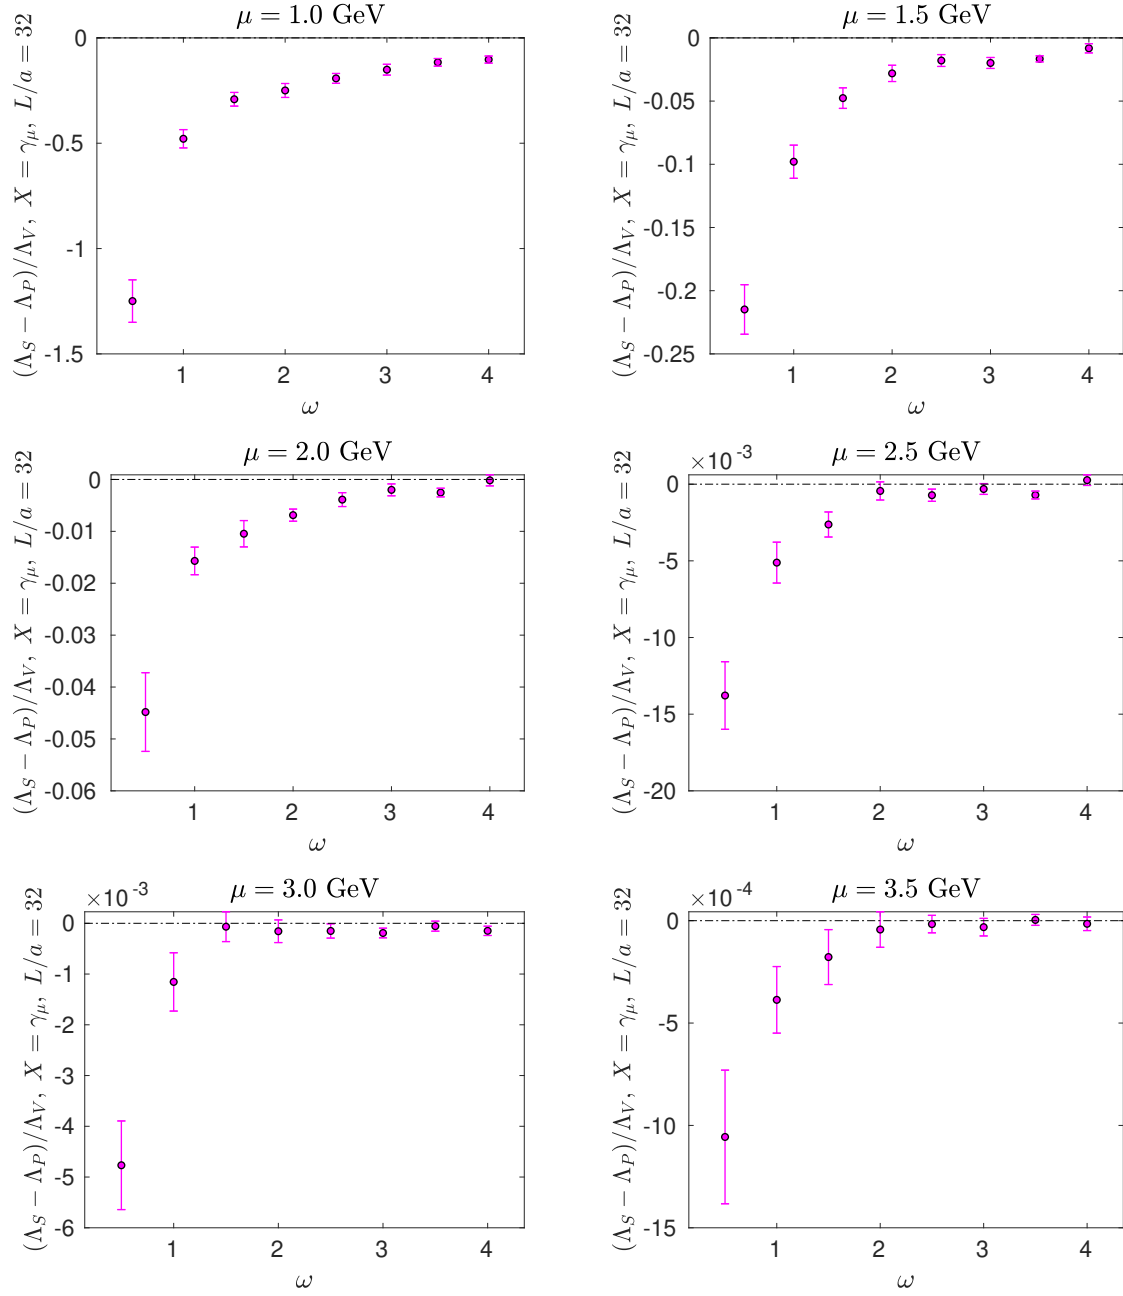 μ = 1.0 GeV
(Λ_S − Λ_P)/Λ_V, X = γ_μ, L/a = 32
0
-0.5
-1
-1.5
1 2 3 4
ω
μ = 1.5 GeV
(Λ_S − Λ_P)/Λ_V, X = γ_μ, L/a = 32
0
-0.05
-0.1
-0.15
-0.2
-0.25
1 2 3 4
ω
μ = 2.0 GeV
(Λ_S − Λ_P)/Λ_V, X = γ_μ, L/a = 32
0
-0.01
-0.02
-0.03
-0.04
-0.05
-0.06
1 2 3 4
ω
μ = 2.5 GeV
×10^-3
(Λ_S − Λ_P)/Λ_V, X = γ_μ, L/a = 32
0
-5
-10
-15
-20
1 2 3 4
ω
μ = 3.0 GeV
×10^-3
(Λ_S − Λ_P)/Λ_V, X = γ_μ, L/a = 32
0
-1
-2
-3
-4
-5
-6
1 2 3 4
ω
μ = 3.5 GeV
×10^-4
(Λ_S − Λ_P)/Λ_V, X = γ_μ, L/a = 32
0
-5
-10
-15
1 2 3 4
ω